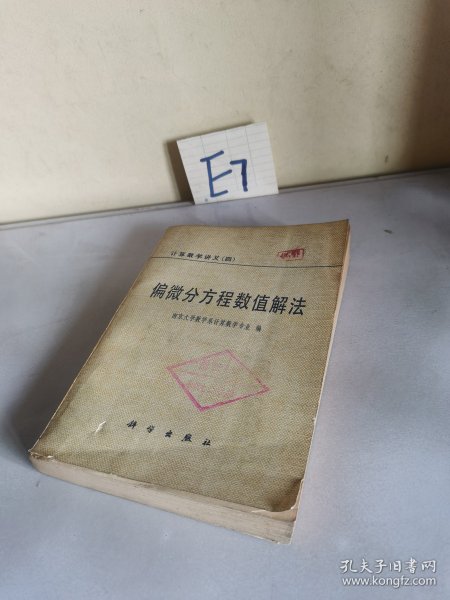 E7
计算数学讲义(四)
偏微分方程数值解法
南京大学数学系计算数学专业 编
科学出版社
孔夫子旧书网
www.kongfz.com